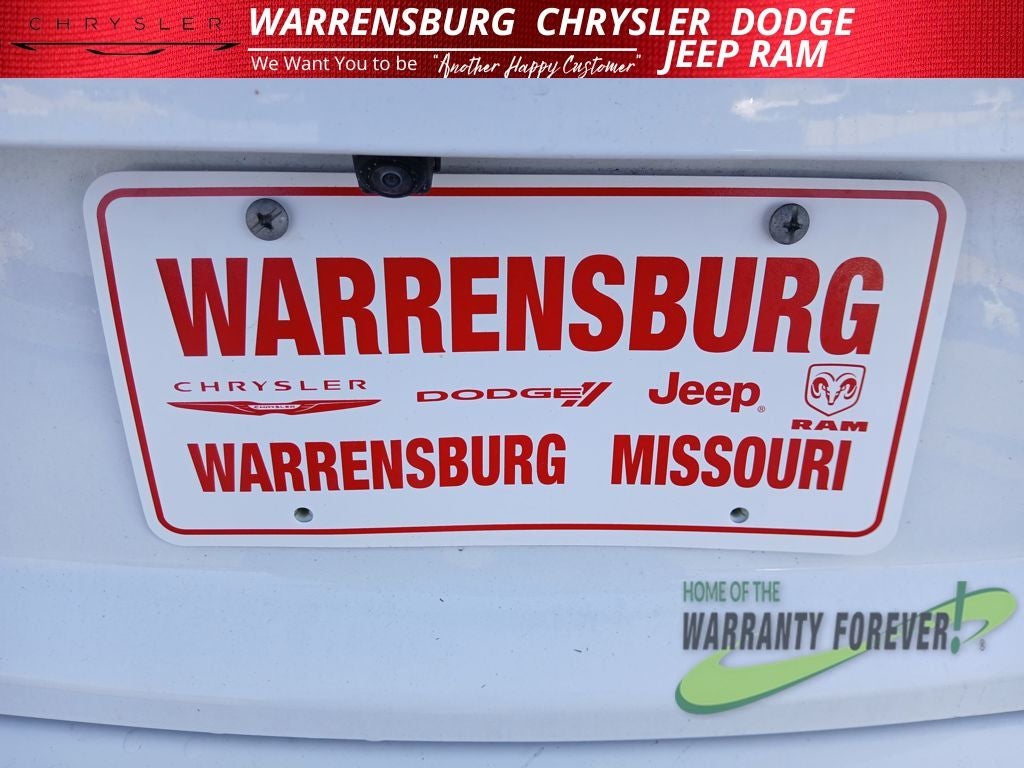 CHRYSLER
WARRENSBURG CHRYSLER DODGE
JEEP RAM
We Want You to be "Another Happy Customer"
WARRENSBURG
CHRYSLER DODGE Jeep® RAM
CHRYSLER
WARRENSBURG MISSOURI
HOME OF THE
WARRANTY FOREVER!®